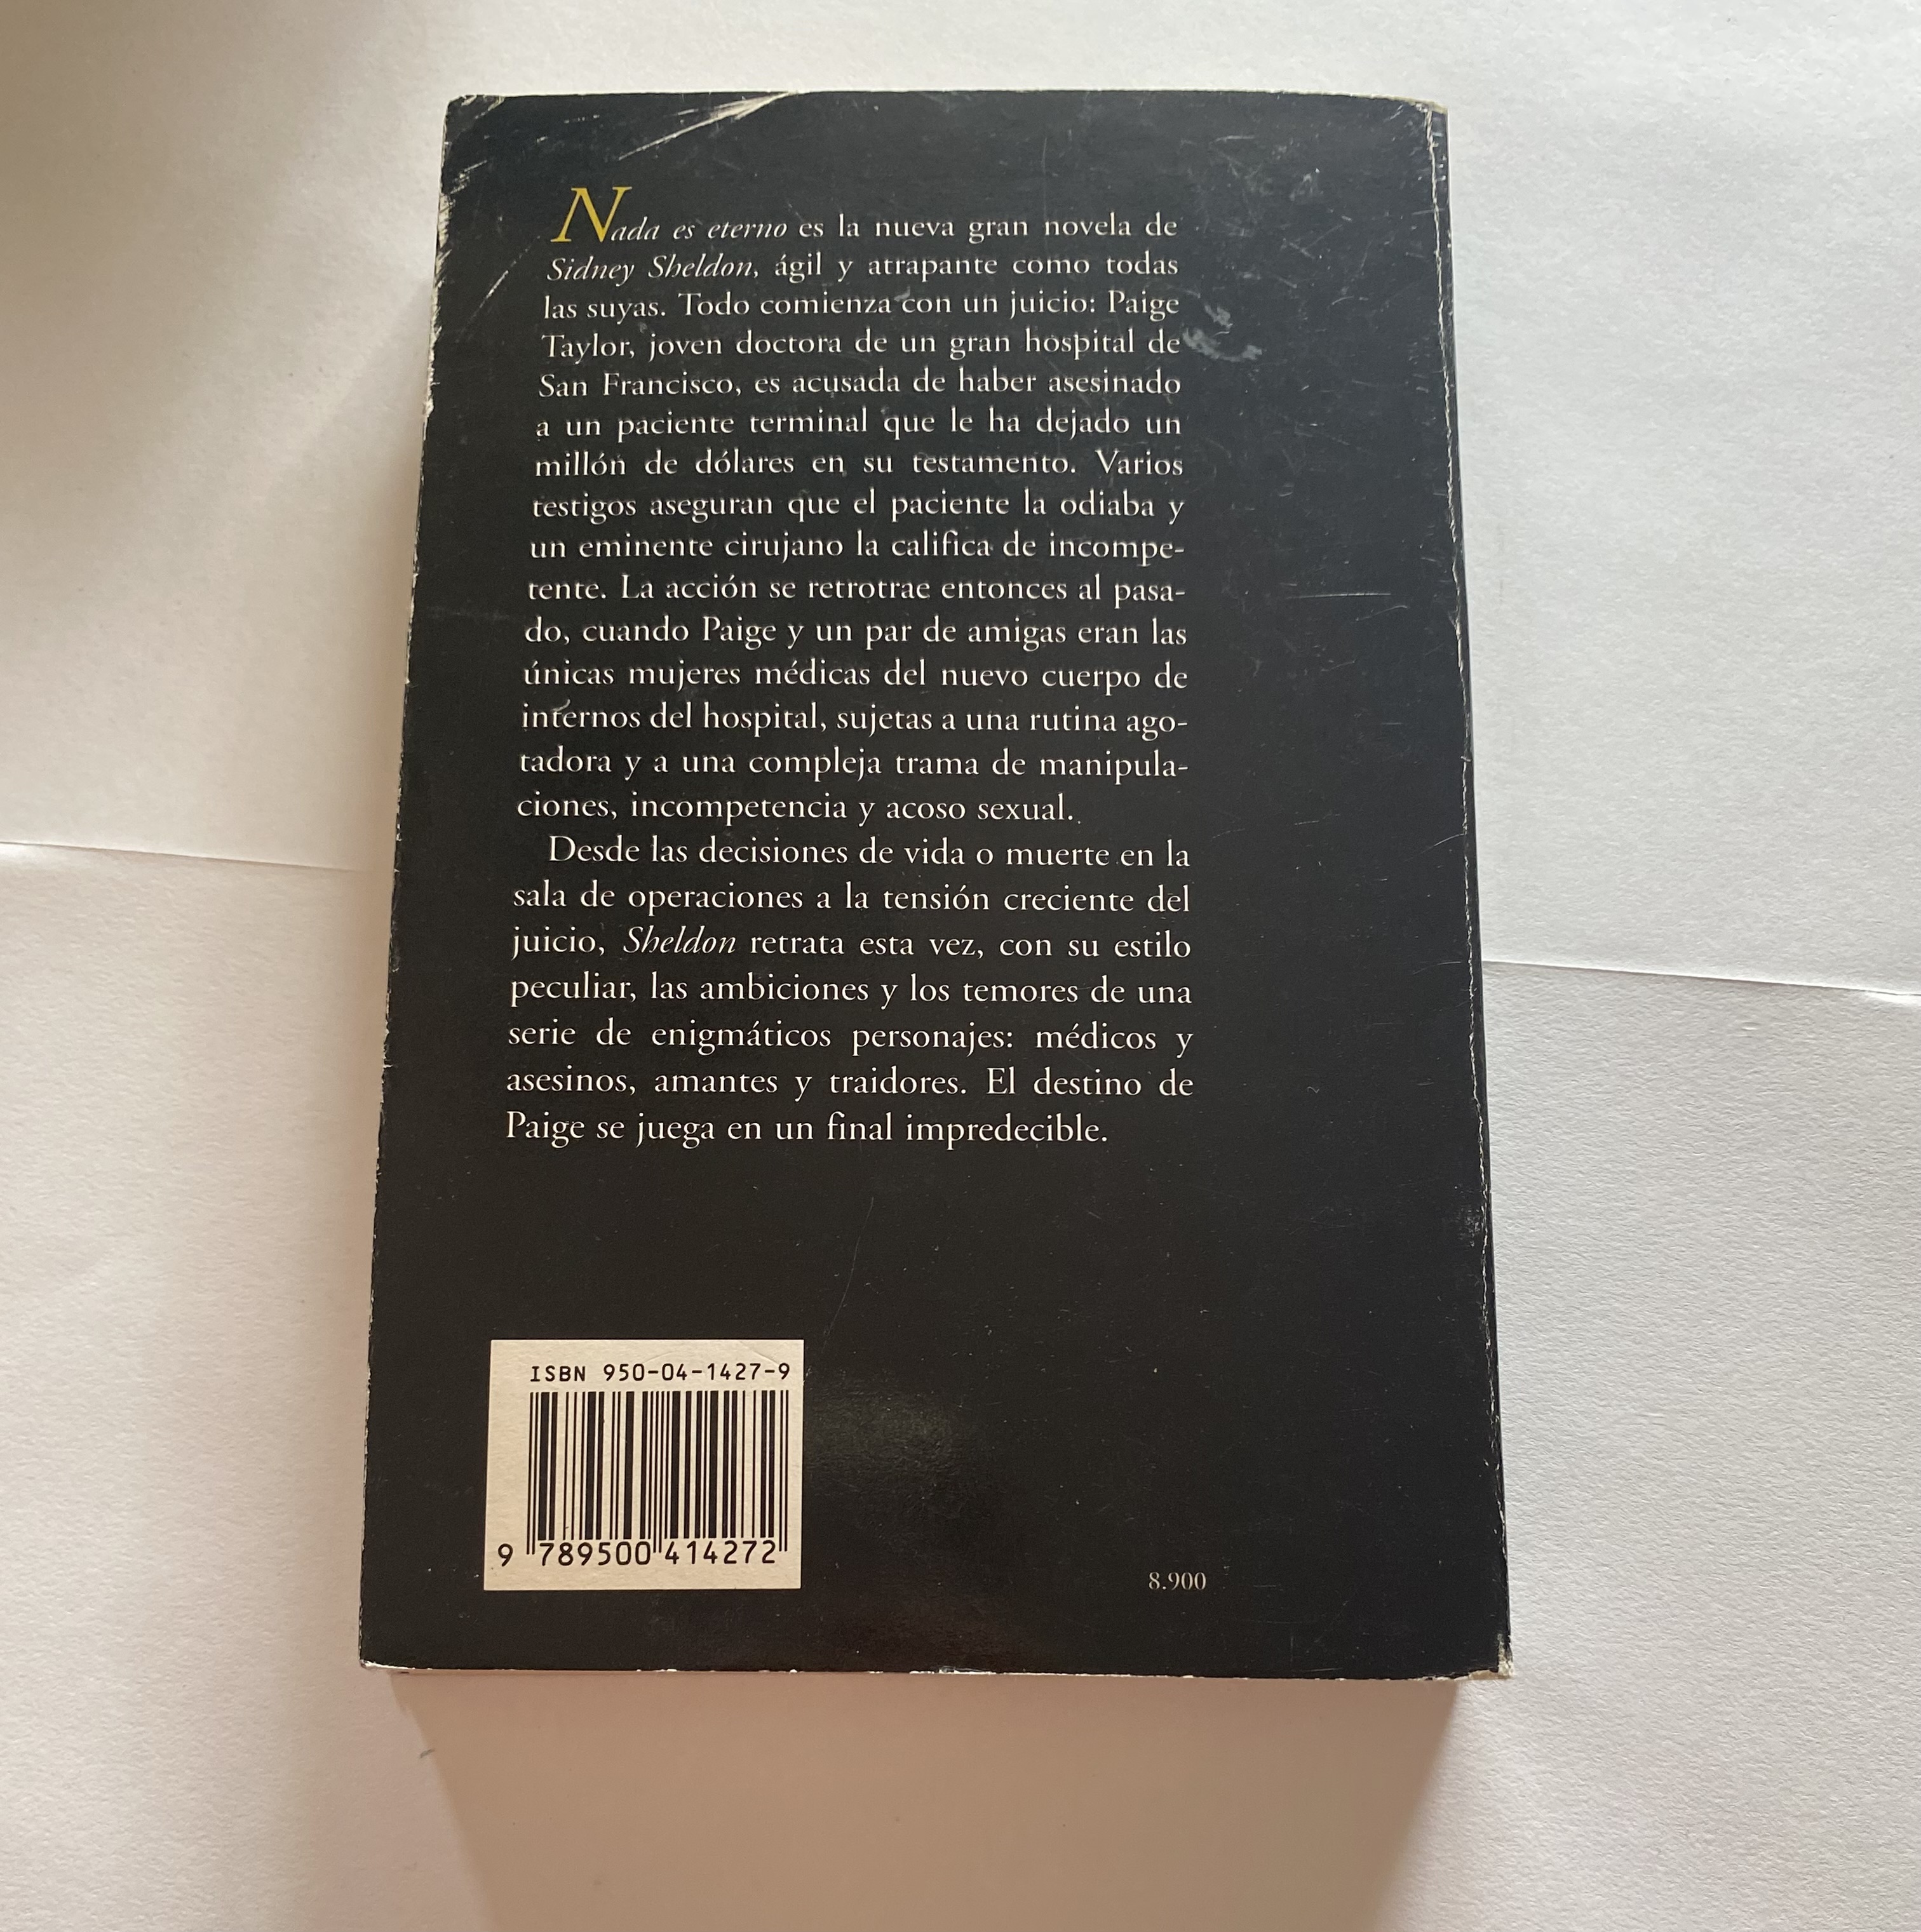 Nada es eterno es la nueva gran novela de
Sidney Sheldon, ágil y atrapante como todas
las suyas. Todo comienza con un juicio: Paige
Taylor, joven doctora de un gran hospital de
San Francisco, es acusada de haber asesinado
a un paciente terminal que le ha dejado un
millón de dólares en su testamento. Varios
testigos aseguran que el paciente la odiaba y
un eminente cirujano la califica de incompe-
tente. La acción se retrotrae entonces al pasa-
do, cuando Paige y un par de amigas eran las
únicas mujeres médicas del nuevo cuerpo de
internos del hospital, sujetas a una rutina ago-
tadora y a una compleja trama de manipula-
ciones, incompetencia y acoso sexual.
Desde las decisiones de vida o muerte en la
sala de operaciones a la tensión creciente del
juicio, Sheldon retrata esta vez, con su estilo
peculiar, las ambiciones y los temores de una
serie de enigmáticos personajes: médicos y
asesinos, amantes y traidores. El destino de
Paige se juega en un final impredecible.
ISBN 950-04-1427-9
9 789500 414272
8.900